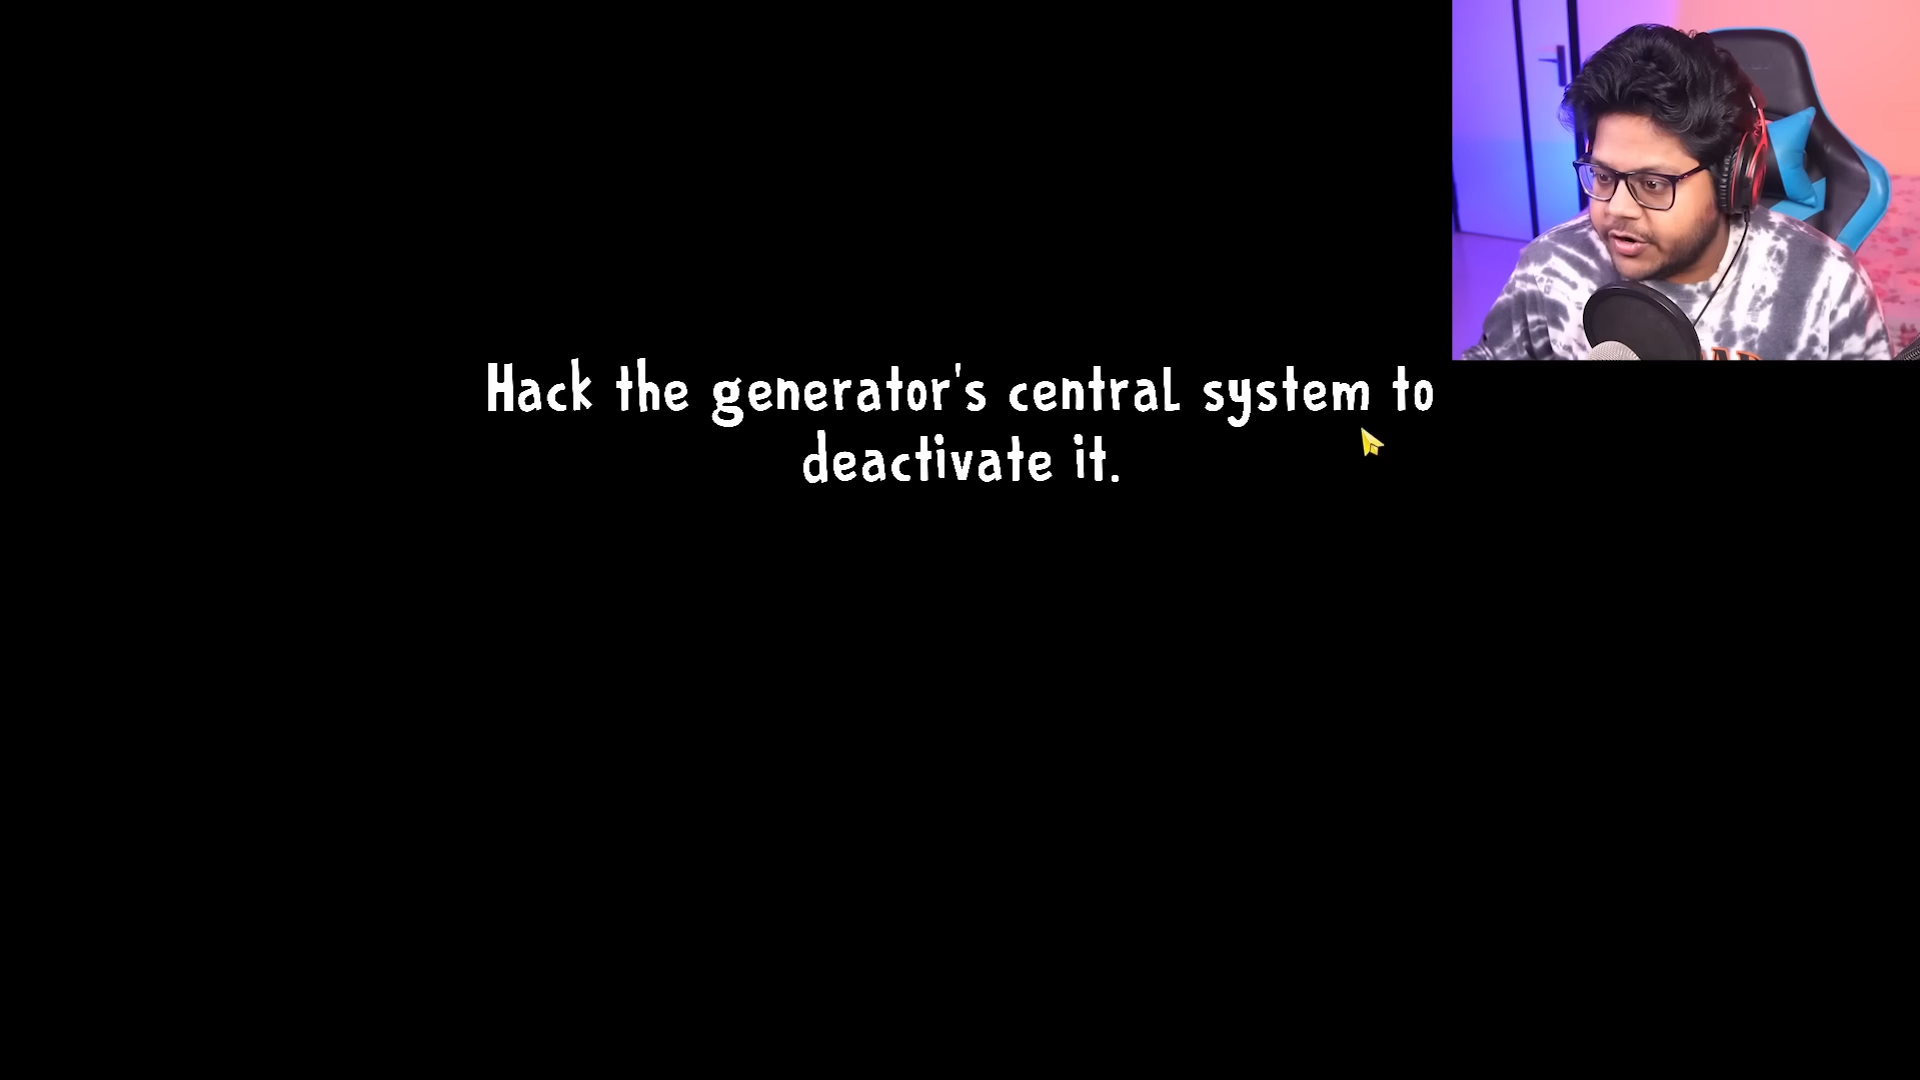 Hack the generator's central system to
deactivate it.